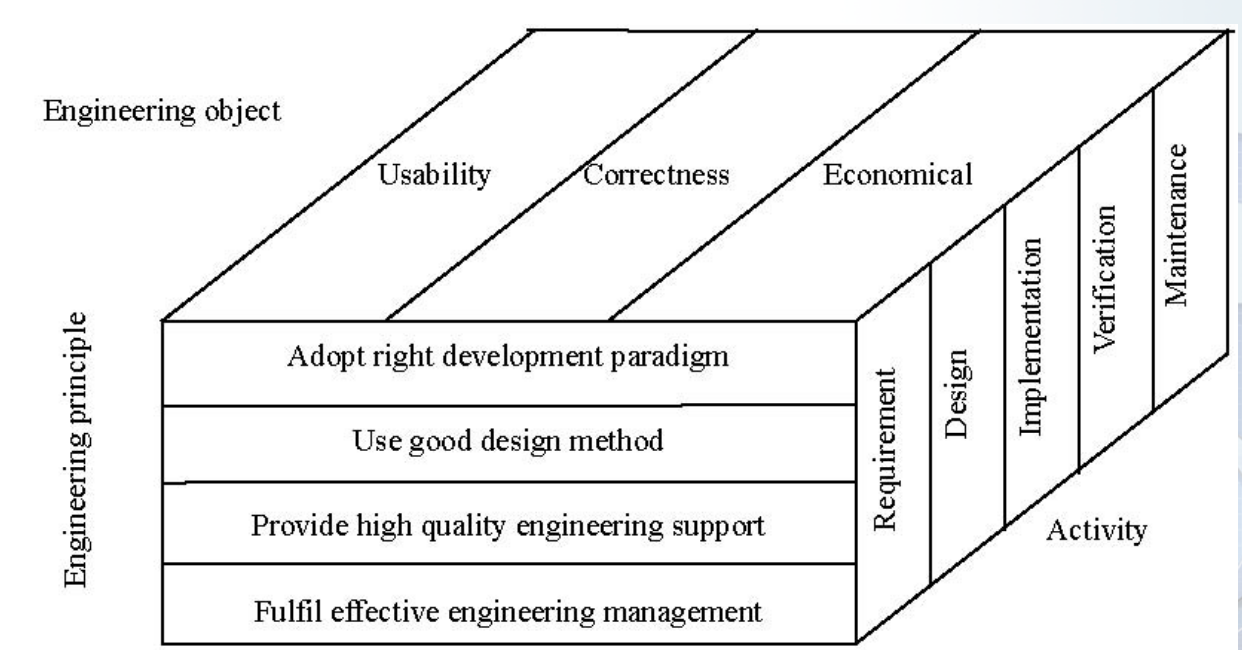 Engineering object
Usability
Correctness
Economical
Engineering principle
Adopt right development paradigm
Use good design method
Provide high quality engineering support
Fulfil effective engineering management
Requirement
Design
Implementation
Verification
Maintenance
Activity